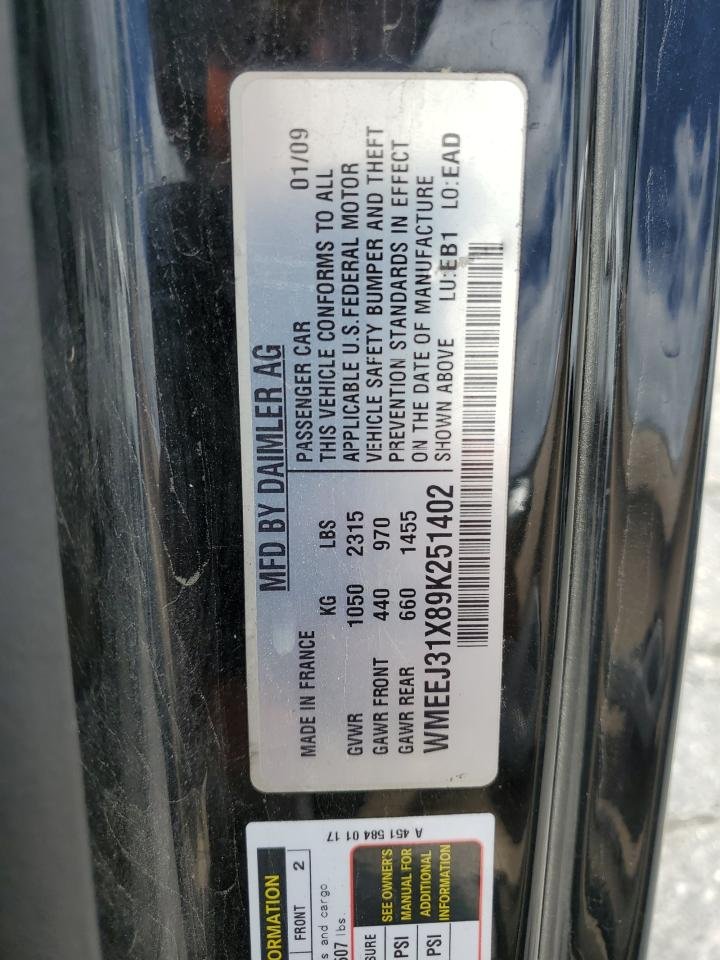 MFD BY DAIMLER AG
MADE IN FRANCE
KG LBS
GVWR 1050 2315
GAWR FRONT 440 970
GAWR REAR 660 1455
PASSENGER CAR 01/09
THIS VEHICLE CONFORMS TO ALL
APPLICABLE U.S. FEDERAL MOTOR
VEHICLE SAFETY BUMPER AND THEFT
PREVENTION STANDARDS IN EFFECT
ON THE DATE OF MANUFACTURE
SHOWN ABOVE LU:EB1 LO:EAD
WMEEJ31X89K251402
A 451 584 01 17
FRONT 2
and cargo
lbs.
SEE OWNER'S
MANUAL FOR
ADDITIONAL
INFORMATION
PSI
PSI